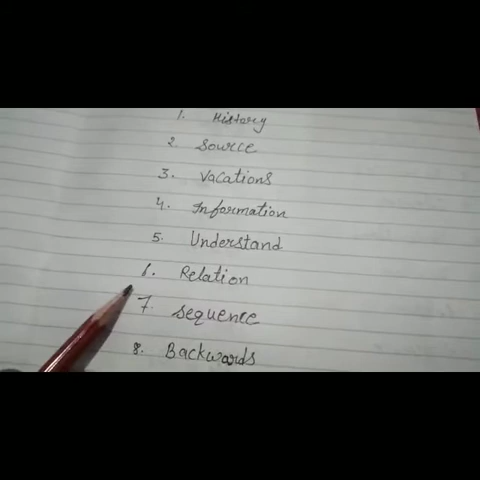 1. History
2. Source
3. Vacations
4. Information
5. Understand
6. Relation
7. Sequence
8. Backwards